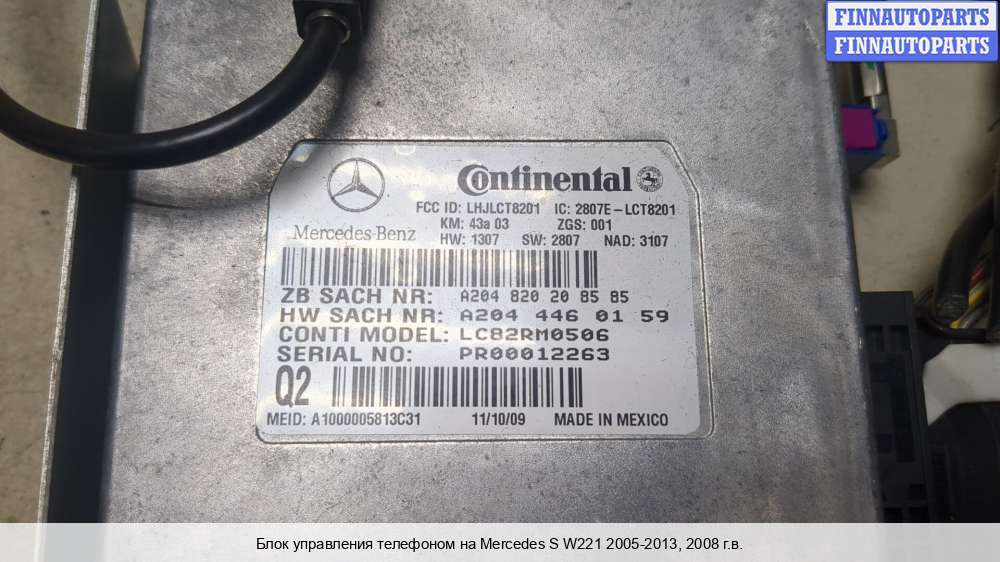 FINNAUTOPARTS
FINNAUTOPARTS
Continental
FCC ID: LHJLCT8201 IC: 2807E-LCT8201
KM: 43a 03 ZGS: 001
Mercedes-Benz HW: 1307 SW: 2807 NAD: 3107
ZB SACH NR: A204 820 20 85 85
HW SACH NR: A204 446 01 59
CONTI MODEL: LC82RM0506
SERIAL NO: PR00012263
Q2
MEID: A1000005813C31 11/10/09 MADE IN MEXICO
Блок управления телефоном на Mercedes S W221 2005-2013, 2008 г.в.